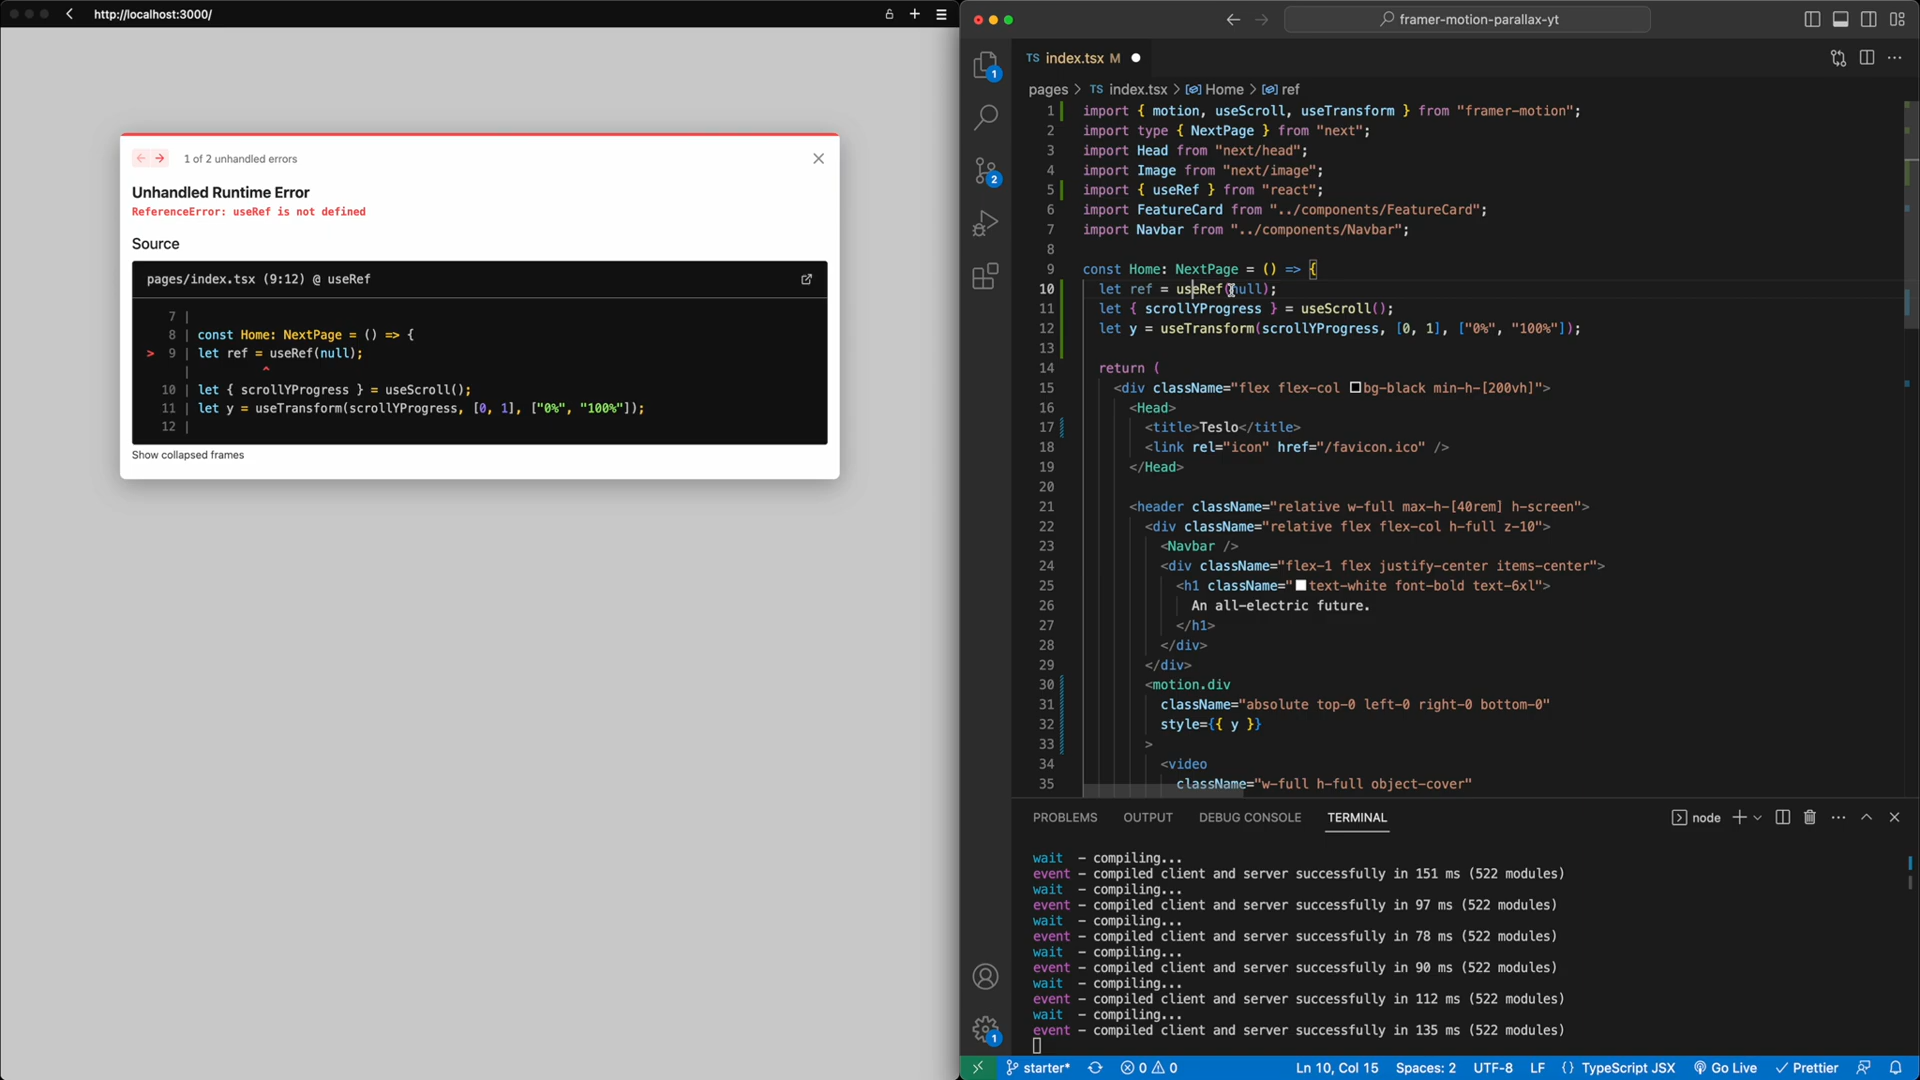 http://localhost:3000/
1 of 2 unhandled errors
Unhandled Runtime Error
ReferenceError: useRef is not defined
Source
pages/index.tsx (9:12) @ useRef
7 |
8 | const Home: NextPage = () => {
> 9 | let ref = useRef(null);
| ^
10 | let { scrollYProgress } = useScroll();
11 | let y = useTransform(scrollYProgress, [0, 1], ["0%", "100%"]);
12 |
Show collapsed frames
framer-motion-parallax-yt
1
2
1
TS index.tsx M
pages > TS index.tsx > Home > ref
1 import { motion, useScroll, useTransform } from "framer-motion";
2 import type { NextPage } from "next";
3 import Head from "next/head";
4 import Image from "next/image";
5 import { useRef } from "react";
6 import FeatureCard from "../components/FeatureCard";
7 import Navbar from "../components/Navbar";
8
9 const Home: NextPage = () => {
10 let ref = useRef(null);
11 let { scrollYProgress } = useScroll();
12 let y = useTransform(scrollYProgress, [0, 1], ["0%", "100%"]);
13
14 return (
15 <div className="flex flex-col bg-black min-h-[200vh]">
16 <Head>
17 <title>Teslo</title>
18 <link rel="icon" href="/favicon.ico" />
19 </Head>
20
21 <header className="relative w-full max-h-[40rem] h-screen">
22 <div className="relative flex flex-col h-full z-10">
23 <Navbar />
24 <div className="flex-1 flex justify-center items-center">
25 <h1 className="text-white font-bold text-6xl">
26 An all-electric future.
27 </h1>
28 </div>
29 </div>
30 <motion.div
31 className="absolute top-0 left-0 right-0 bottom-0"
32 style={{ y }}
33 >
34 <video
35 className="w-full h-full object-cover"
PROBLEMS OUTPUT DEBUG CONSOLE TERMINAL node
wait - compiling...
event - compiled client and server successfully in 151 ms (522 modules)
wait - compiling...
event - compiled client and server successfully in 97 ms (522 modules)
wait - compiling...
event - compiled client and server successfully in 78 ms (522 modules)
wait - compiling...
event - compiled client and server successfully in 90 ms (522 modules)
wait - compiling...
event - compiled client and server successfully in 112 ms (522 modules)
wait - compiling...
event - compiled client and server successfully in 135 ms (522 modules)
starter* 0 0 Ln 10, Col 15 Spaces: 2 UTF-8 LF {} TypeScript JSX Go Live Prettier